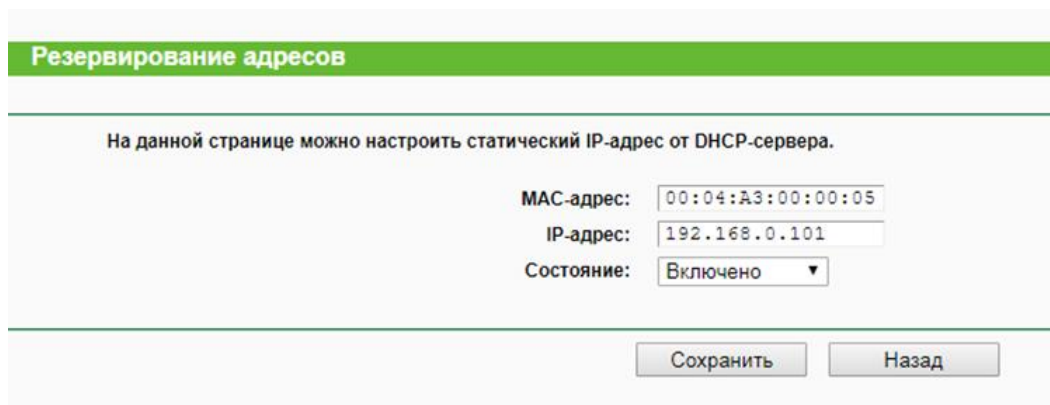 Резервирование адресов
На данной странице можно настроить статический IP-адрес от DHCP-сервера.
MAC-адрес: 00:04:A3:00:00:05
IP-адрес: 192.168.0.101
Состояние: Включено
Сохранить Назад